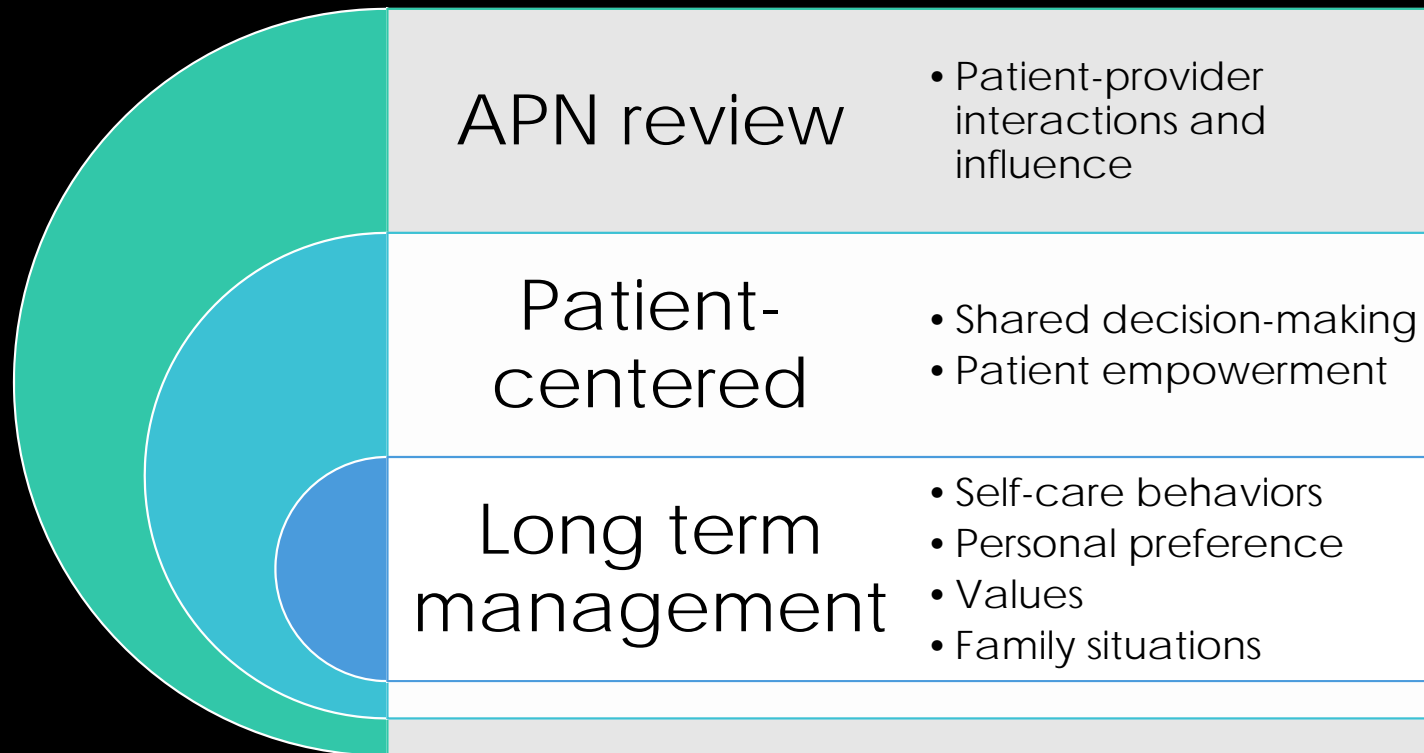 APN review
• Patient-provider
interactions and
influence
Patient-
centered
• Shared decision-making
• Patient empowerment
Long term
management
• Self-care behaviors
• Personal preference
• Values
• Family situations